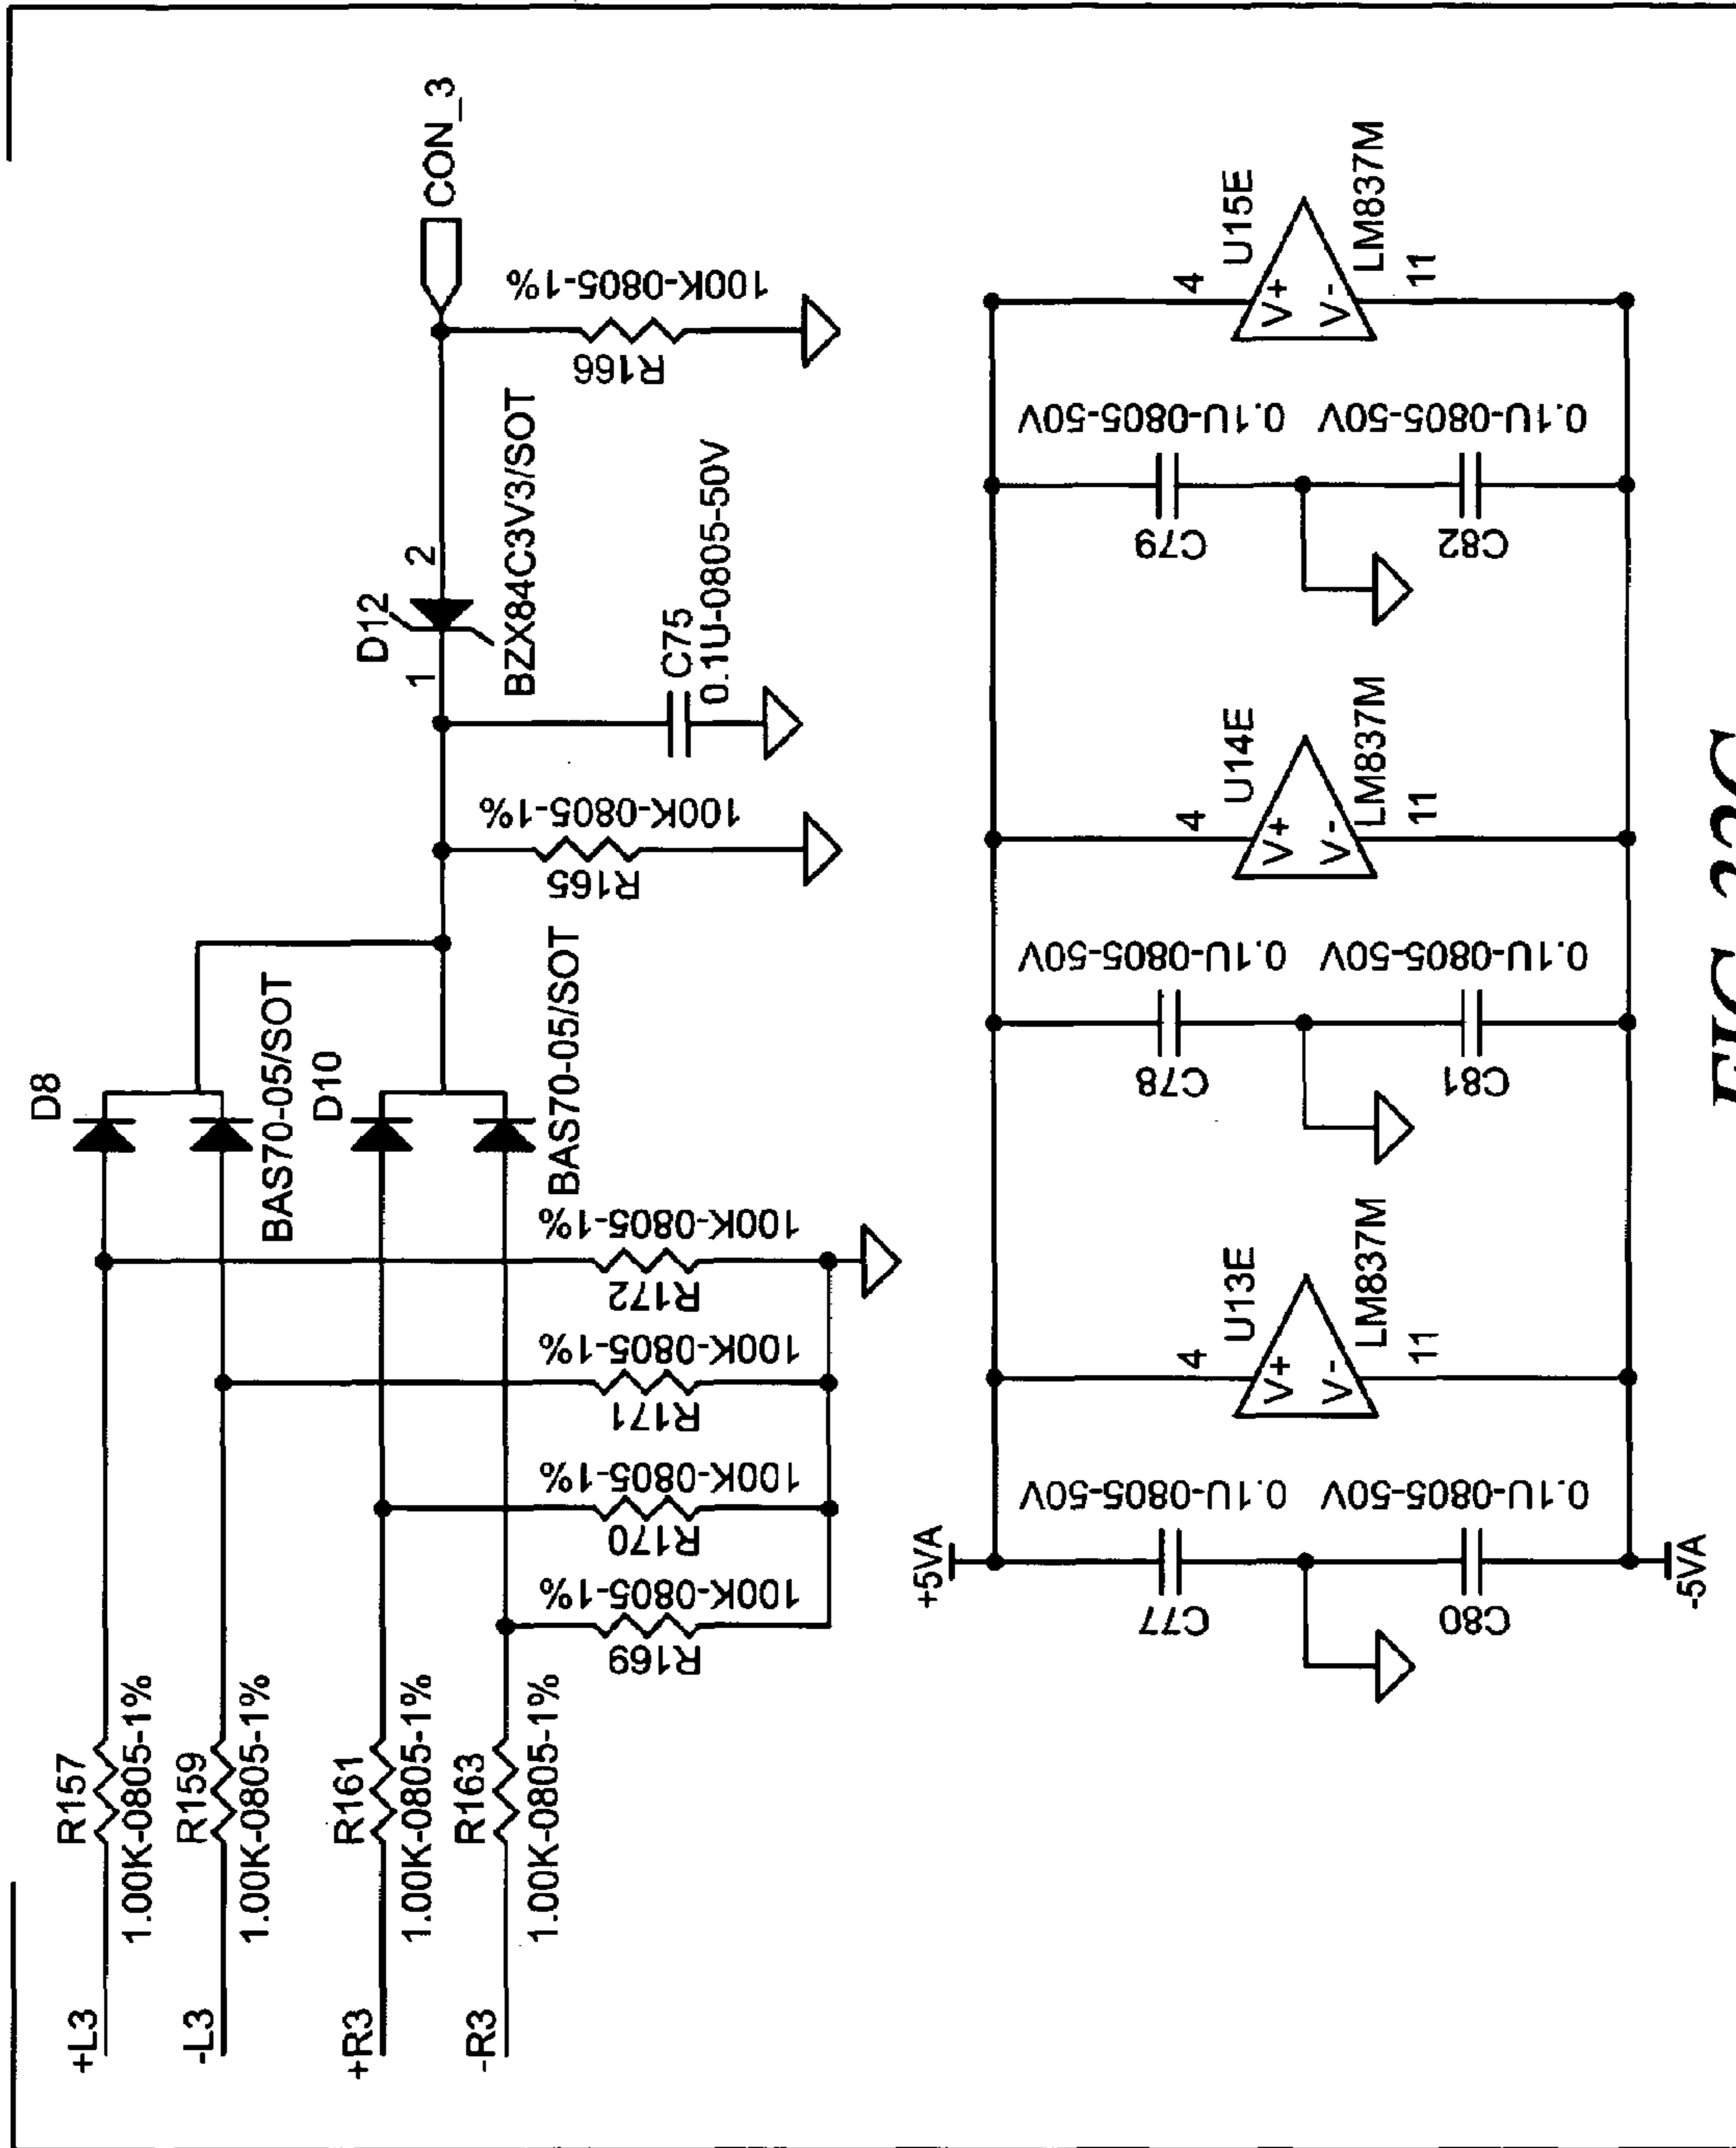 +L3
R157
1.00K-0805-1%
-L3
R159
1.00K-0805-1%
+R3
R161
1.00K-0805-1%
-R3
R163
1.00K-0805-1%
D8
BAS70-05/SOT
D10
BAS70-05/SOT
R169
100K-0805-1%
R170
100K-0805-1%
R171
100K-0805-1%
R172
100K-0805-1%
R165
100K-0805-1%
C75
0.1U-0805-50V
D12
1
2
BZX84C3V3/SOT
R166
100K-0805-1%
CON_3
+5VA
-5VA
C77
0.1U-0805-50V
C80
0.1U-0805-50V
4
U13E
V+
V-
LM837M
11
C78
0.1U-0805-50V
C81
0.1U-0805-50V
4
U14E
V+
V-
LM837M
11
C79
0.1U-0805-50V
C82
0.1U-0805-50V
4
U15E
V+
V-
LM837M
11